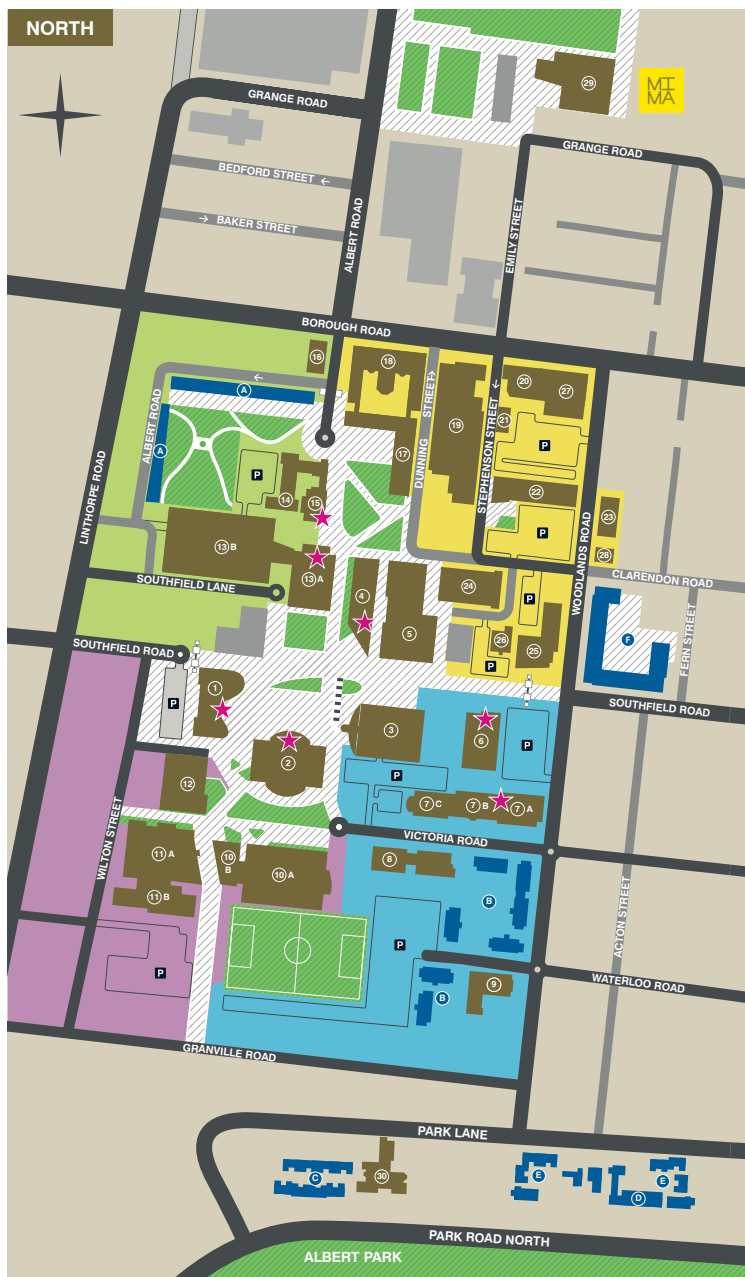 NORTH
29
MI
MA
GRANGE ROAD
GRANGE ROAD
BEDFORD STREET ←
→ BAKER STREET
ALBERT ROAD
EMILY STREET
BOROUGH ROAD
16
18
20
27
A
←
ALBERT ROAD
DUNNING STREET
STEPHENSON STREET
→
←
19
21
P
A
17
P
14
15
22
23
LINTHORPE ROAD
P
13 B
13 A
28
WOODLANDS ROAD
CLARENDON ROAD
SOUTHFIELD LANE
4
24
P
5
26
25
P
F
FERN STREET
SOUTHFIELD ROAD
1
P
SOUTHFIELD ROAD
3
6
P
2
12
P
7 C
7 B
7 A
WILTON STREET
VICTORIA ROAD
11 A
10
B
10 A
8
B
11 B
ACTON STREET
P
P
9
B
WATERLOO ROAD
GRANVILLE ROAD
PARK LANE
C
30
E
E
D
PARK ROAD NORTH
ALBERT PARK